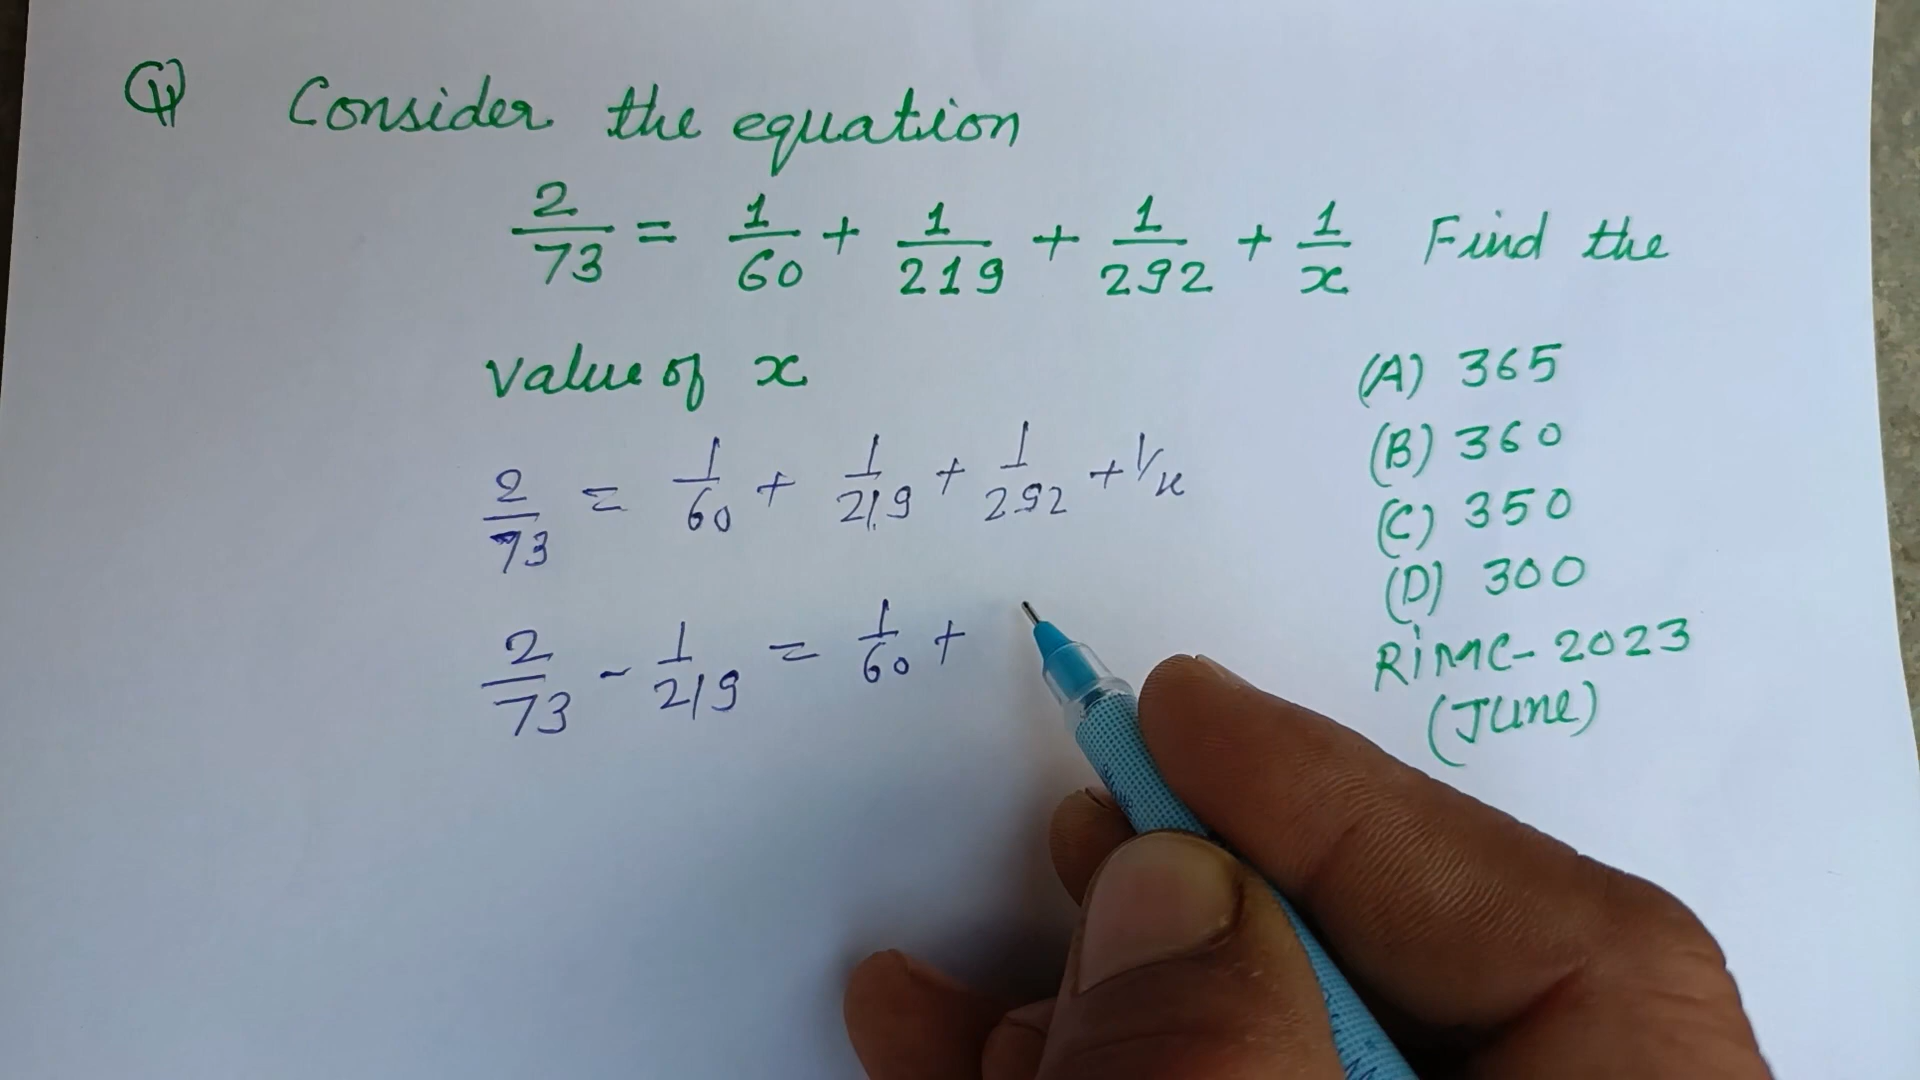 Q Consider the equation
2/73 = 1/60 + 1/219 + 1/292 + 1/x Find the
value of x
(A) 365
(B) 360
(C) 350
(D) 300
RIMC-2023
(June)
2/73 = 1/60 + 1/219 + 1/292 + 1/x
2/73 - 1/219 = 1/60 +